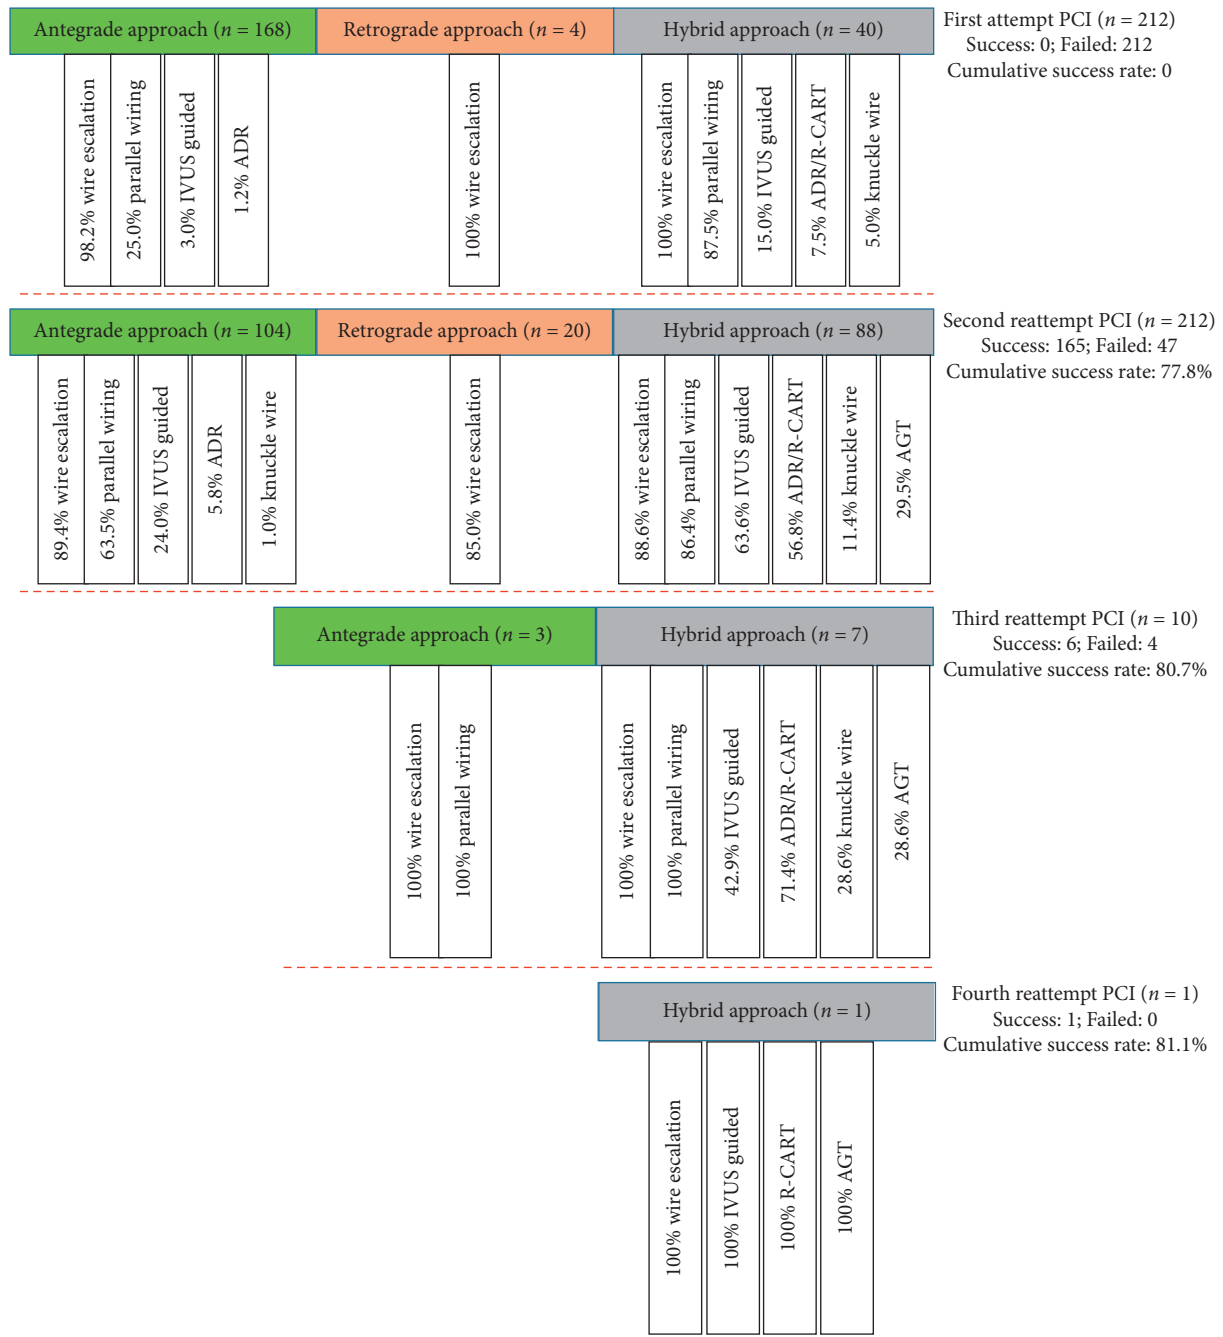 Antegrade approach (n = 168)
Retrograde approach (n = 4)
Hybrid approach (n = 40)
First attempt PCI (n = 212)
Success: 0; Failed: 212
Cumulative success rate: 0
98.2% wire escalation
25.0% parallel wiring
3.0% IVUS guided
1.2% ADR
100% wire escalation
100% wire escalation
87.5% parallel wiring
15.0% IVUS guided
7.5% ADR/R-CART
5.0% knuckle wire
Antegrade approach (n = 104)
Retrograde approach (n = 20)
Hybrid approach (n = 88)
Second reattempt PCI (n = 212)
Success: 165; Failed: 47
Cumulative success rate: 77.8%
89.4% wire escalation
63.5% parallel wiring
24.0% IVUS guided
5.8% ADR
1.0% knuckle wire
85.0% wire escalation
88.6% wire escalation
86.4% parallel wiring
63.6% IVUS guided
56.8% ADR/R-CART
11.4% knuckle wire
29.5% AGT
Antegrade approach (n = 3)
Hybrid approach (n = 7)
Third reattempt PCI (n = 10)
Success: 6; Failed: 4
Cumulative success rate: 80.7%
100% wire escalation
100% parallel wiring
100% wire escalation
100% parallel wiring
42.9% IVUS guided
71.4% ADR/R-CART
28.6% knuckle wire
28.6% AGT
Hybrid approach (n = 1)
Fourth reattempt PCI (n = 1)
Success: 1; Failed: 0
Cumulative success rate: 81.1%
100% wire escalation
100% IVUS guided
100% R-CART
100% AGT